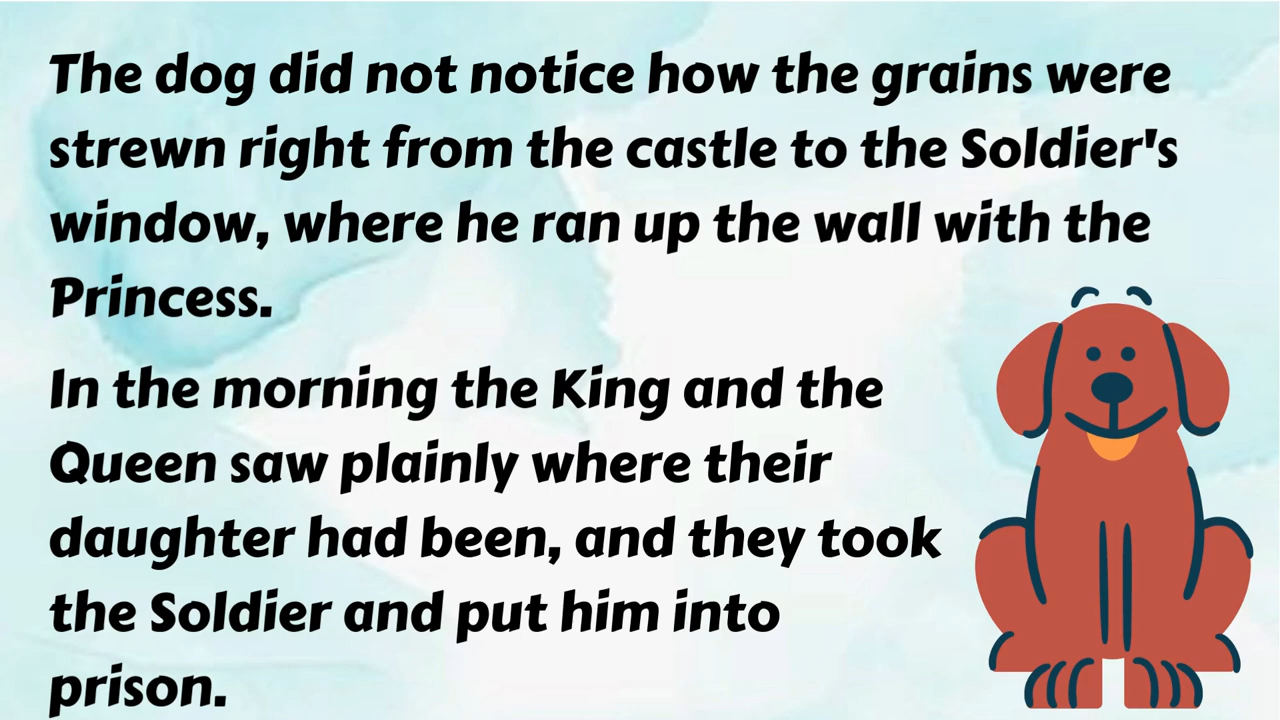 The dog did not notice how the grains were
strewn right from the castle to the Soldier's
window, where he ran up the wall with the
Princess.
In the morning the King and the
Queen saw plainly where their
daughter had been, and they took
the Soldier and put him into
prison.